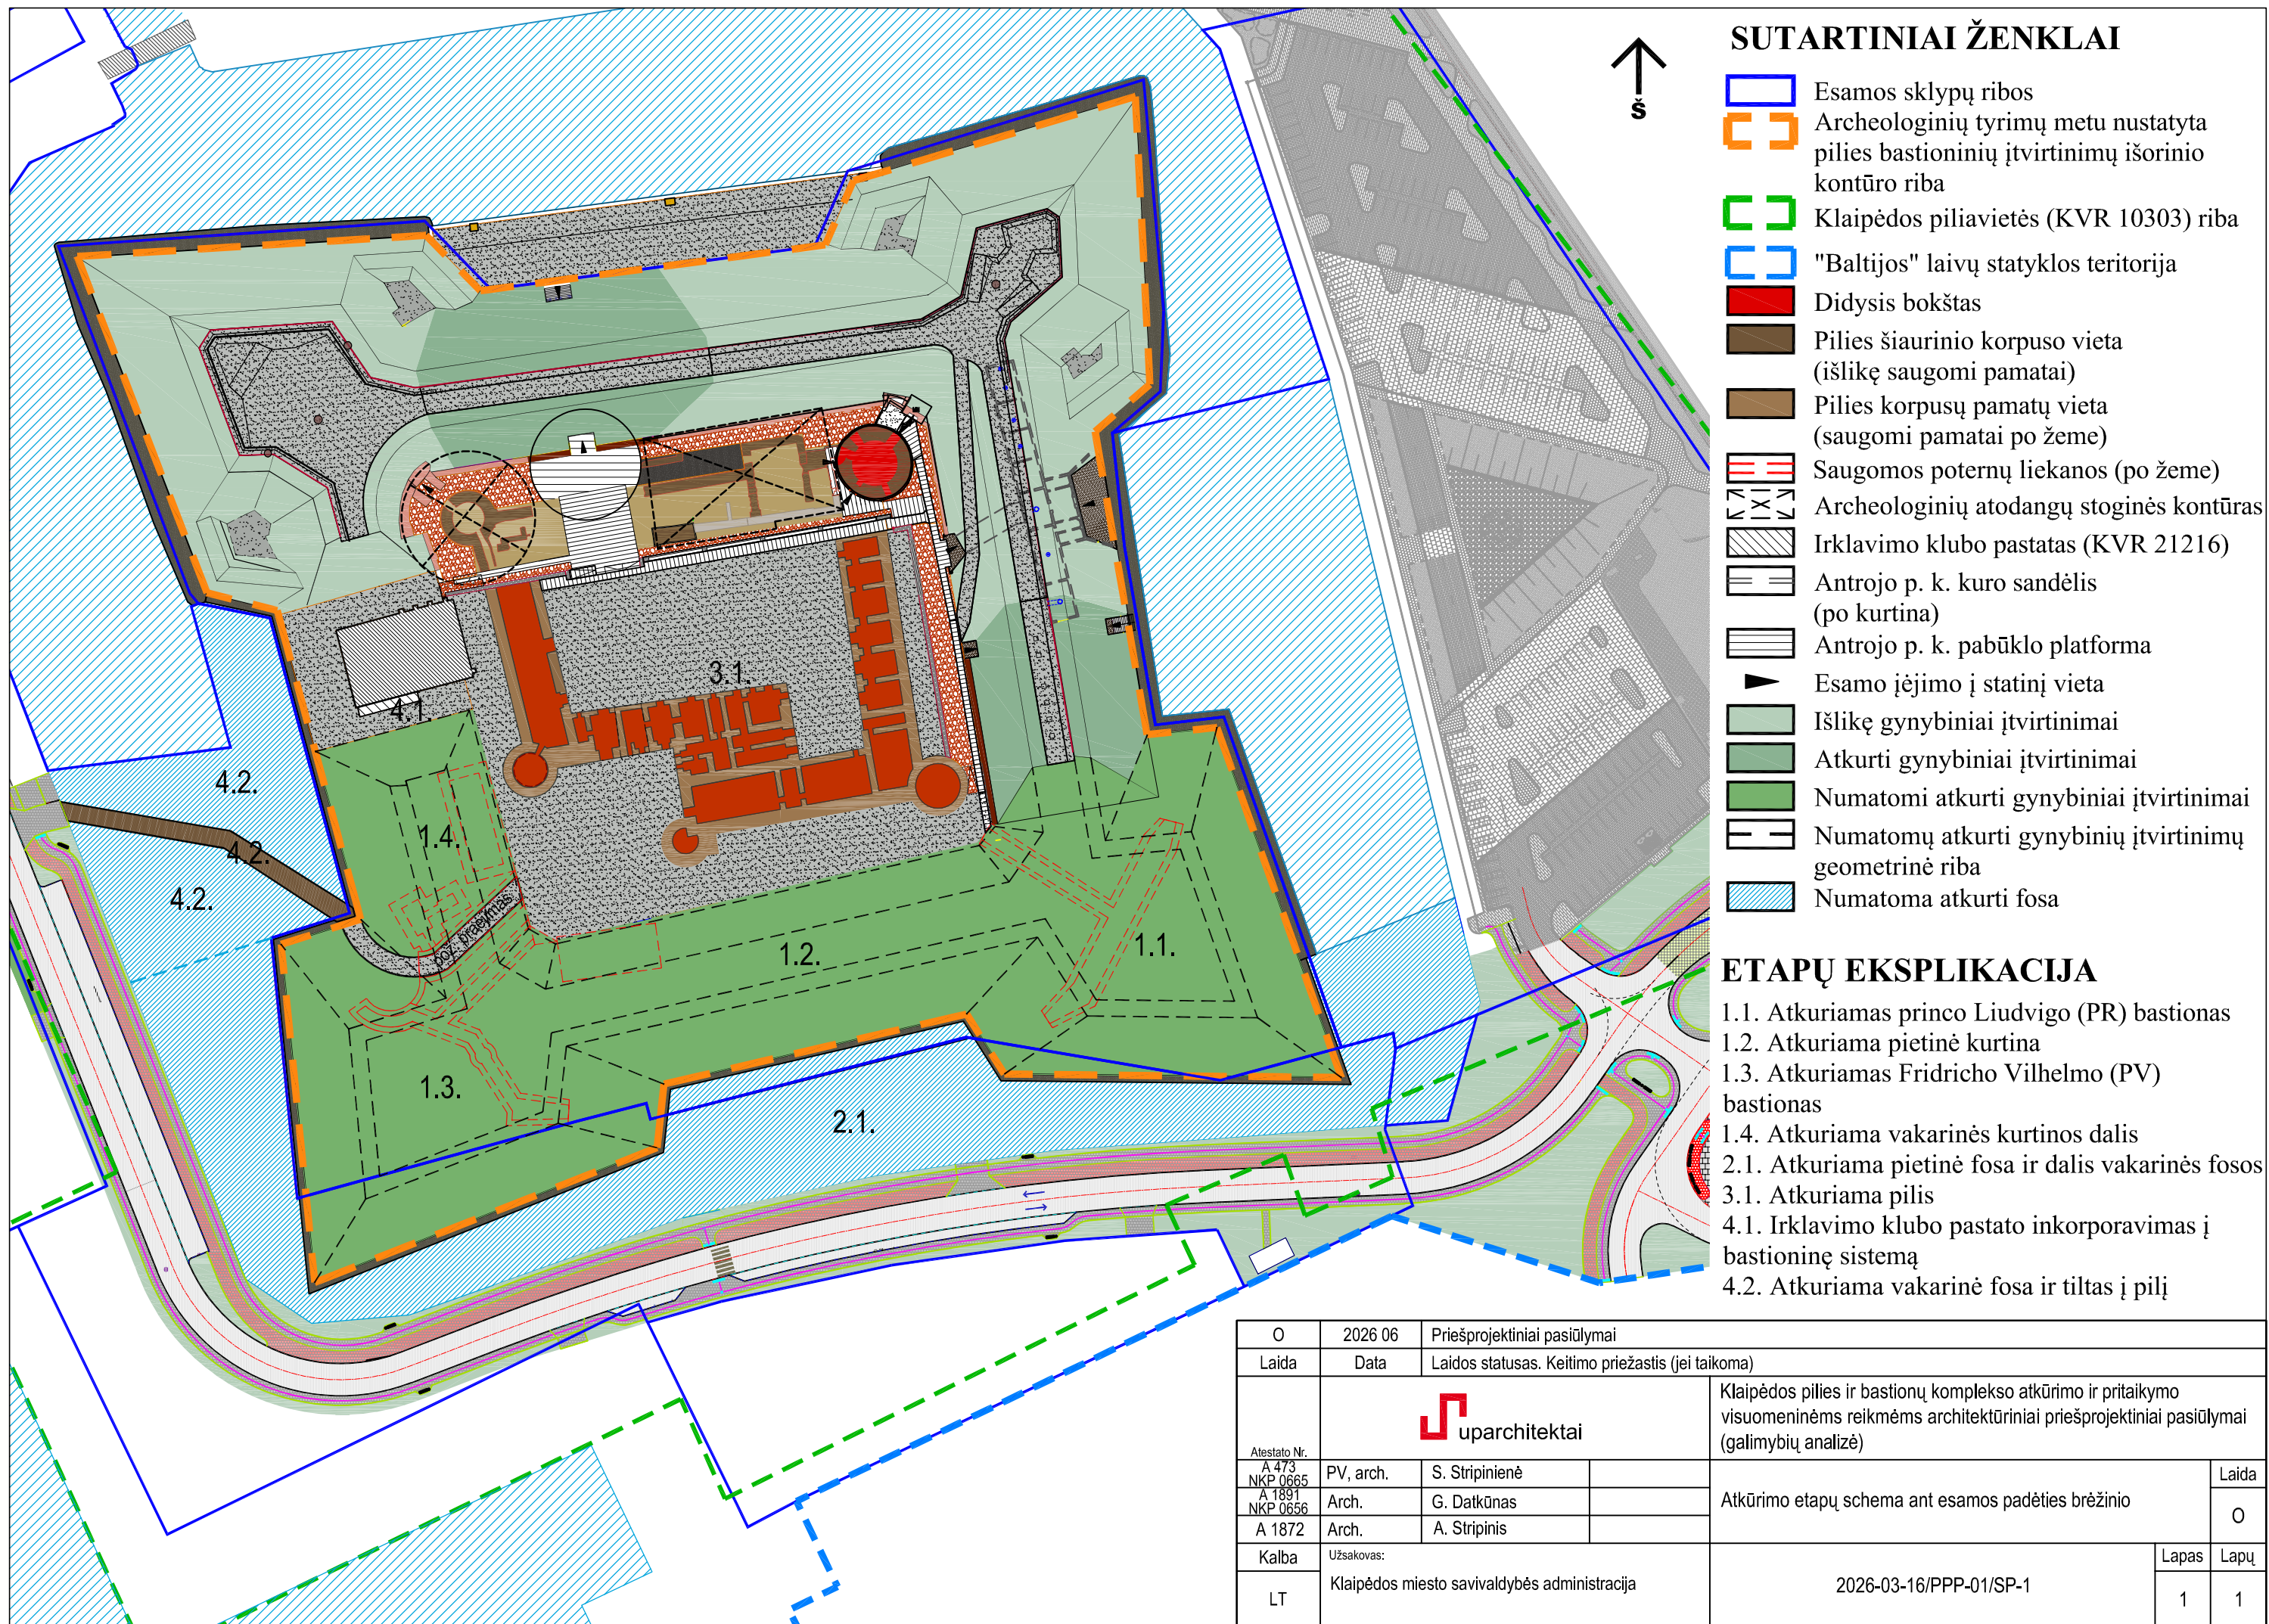 SUTARTINIAI ŽENKLAI
Š
Esamos sklypų ribos
Archeologinių tyrimų metu nustatyta
pilies bastioninių įtvirtinimų išorinio
kontūro riba
Klaipėdos piliavietės (KVR 10303) riba
"Baltijos" laivų statyklos teritorija
Didysis bokštas
Pilies šiaurinio korpuso vieta
(išlikę saugomi pamatai)
Pilies korpusų pamatų vieta
(saugomi pamatai po žeme)
Saugomos poternų liekanos (po žeme)
Archeologinių atodangų stoginės kontūras
Irklavimo klubo pastatas (KVR 21216)
Antrojo p. k. kuro sandėlis
(po kurtina)
Antrojo p. k. pabūklo platforma
Esamo įėjimo į statinį vieta
Išlikę gynybiniai įtvirtinimai
Atkurti gynybiniai įtvirtinimai
Numatomi atkurti gynybiniai įtvirtinimai
Numatomų atkurti gynybinių įtvirtinimų
geometrinė riba
Numatoma atkurti fosa
3.1.
4.1.
4.2.
1.4.
4.2.
4.2.
pož. praėjimas
1.2.
1.1.
1.3.
2.1.
ETAPŲ EKSPLIKACIJA
1.1. Atkuriamas princo Liudvigo (PR) bastionas
1.2. Atkuriama pietinė kurtina
1.3. Atkuriamas Fridricho Vilhelmo (PV)
bastionas
1.4. Atkuriama vakarinės kurtinos dalis
2.1. Atkuriama pietinė fosa ir dalis vakarinės fosos
3.1. Atkuriama pilis
4.1. Irklavimo klubo pastato inkorporavimas į
bastioninę sistemą
4.2. Atkuriama vakarinė fosa ir tiltas į pilį
O 2026 06 Priešprojektiniai pasiūlymai
Laida Data Laidos statusas. Keitimo priežastis (jei taikoma)
Atestato Nr.
uparchitektai
Klaipėdos pilies ir bastionų komplekso atkūrimo ir pritaikymo
visuomeninėms reikmėms architektūriniai priešprojektiniai pasiūlymai
(galimybių analizė)
A 473
NKP 0665
PV, arch. S. Stripinienė
A 1891
NKP 0656
Arch. G. Datkūnas
A 1872 Arch. A. Stripinis
Atkūrimo etapų schema ant esamos padėties brėžinio
Laida
O
Kalba
LT
Užsakovas:
Klaipėdos miesto savivaldybės administracija
2026-03-16/PPP-01/SP-1
Lapas Lapų
1 1